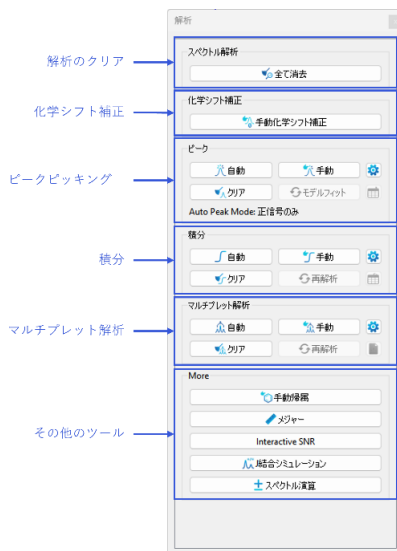 解析
スペクトル解析
解析のクリア
全て消去
化学シフト補正
化学シフト補正
手動化学シフト補正
ピーク
自動 手動
ピークピッキング
クリア モデルフィット
Auto Peak Mode: 正信号のみ
積分
自動 手動
積分
クリア 再解析
マルチプレット解析
自動 手動
マルチプレット解析
クリア 再解析
More
手動帰属
メジャー
その他のツール
Interactive SNR
J結合シミュレーション
スペクトル演算